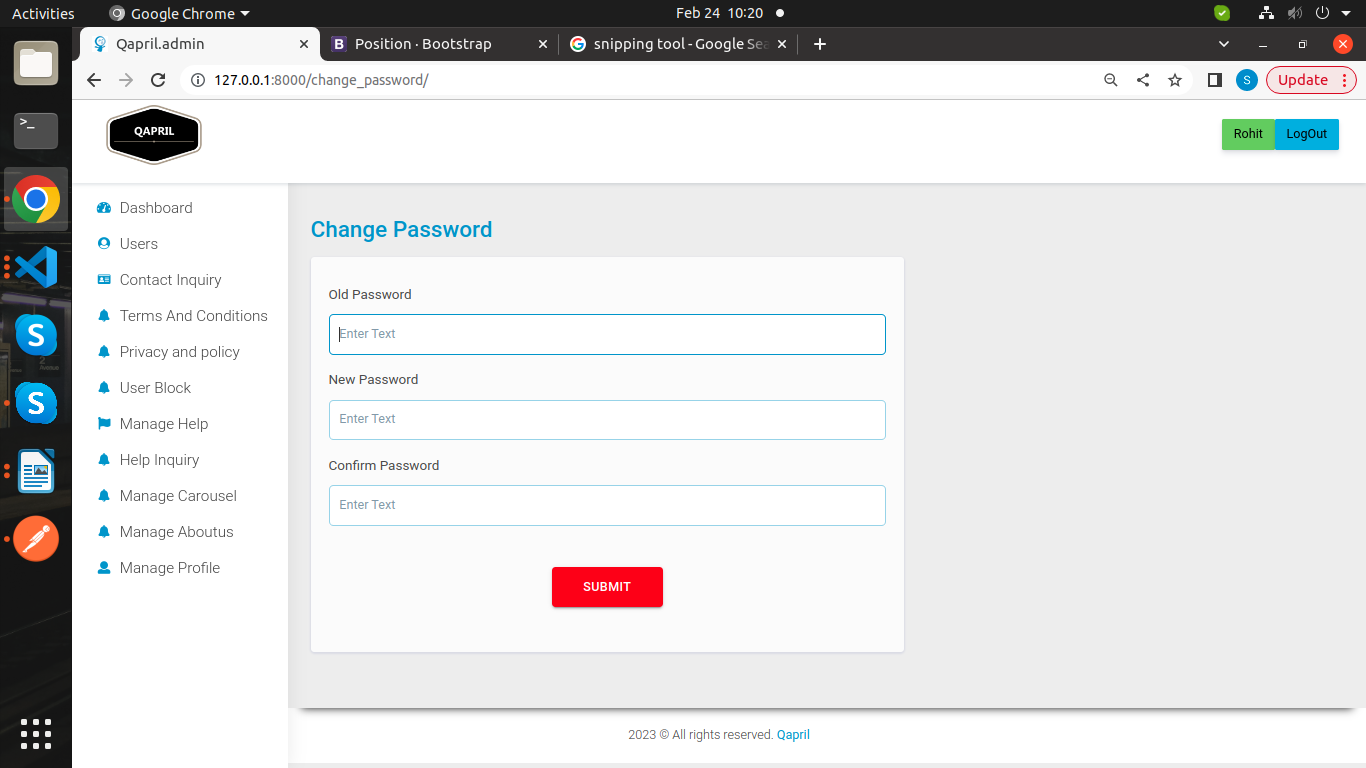 Activities Google Chrome Feb 24 10:20
Qapril.admin Position · Bootstrap snipping tool - Google Sea
127.0.0.1:8000/change_password/ S Update
QAPRIL
Rohit LogOut
Dashboard
Users
Contact Inquiry
Terms And Conditions
Privacy and policy
User Block
Manage Help
Help Inquiry
Manage Carousel
Manage Aboutus
Manage Profile
Change Password
Old Password
Enter Text
New Password
Enter Text
Confirm Password
Enter Text
SUBMIT
2023 © All rights reserved. Qapril